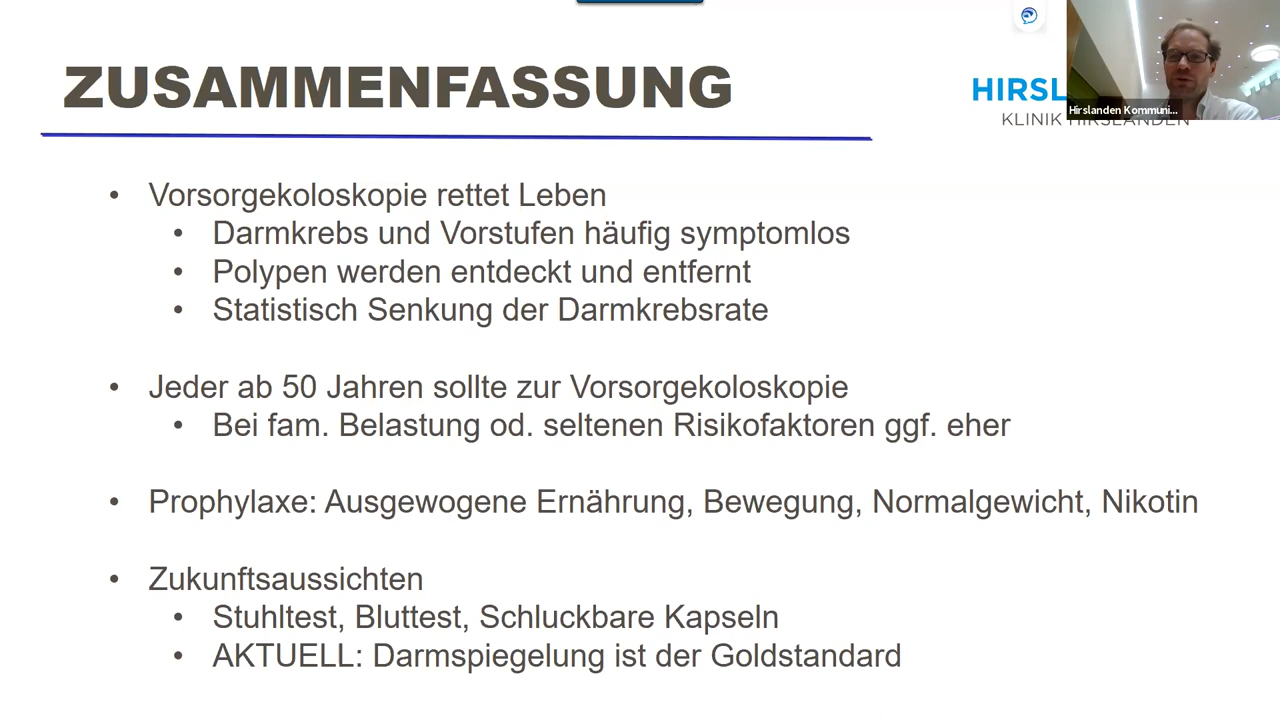 ZUSAMMENFASSUNG
HIRSL
KLINIK HIRSLANDEN
Hirslanden Kommuni...
• Vorsorgekoloskopie rettet Leben
• Darmkrebs und Vorstufen häufig symptomlos
• Polypen werden entdeckt und entfernt
• Statistisch Senkung der Darmkrebsrate
• Jeder ab 50 Jahren sollte zur Vorsorgekoloskopie
• Bei fam. Belastung od. seltenen Risikofaktoren ggf. eher
• Prophylaxe: Ausgewogene Ernährung, Bewegung, Normalgewicht, Nikotin
• Zukunftsaussichten
• Stuhltest, Bluttest, Schluckbare Kapseln
• AKTUELL: Darmspiegelung ist der Goldstandard